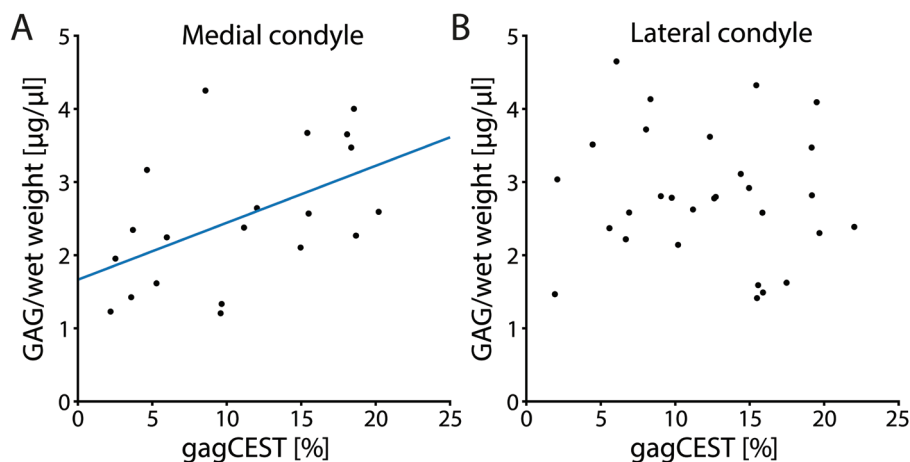 A
Medial condyle
GAG/wet weight [µg/µl]
5
4
3
2
1
0
0 5 10 15 20 25
gagCEST [%]
B
Lateral condyle
GAG/wet weight [µg/µl]
5
4
3
2
1
0
0 5 10 15 20 25
gagCEST [%]